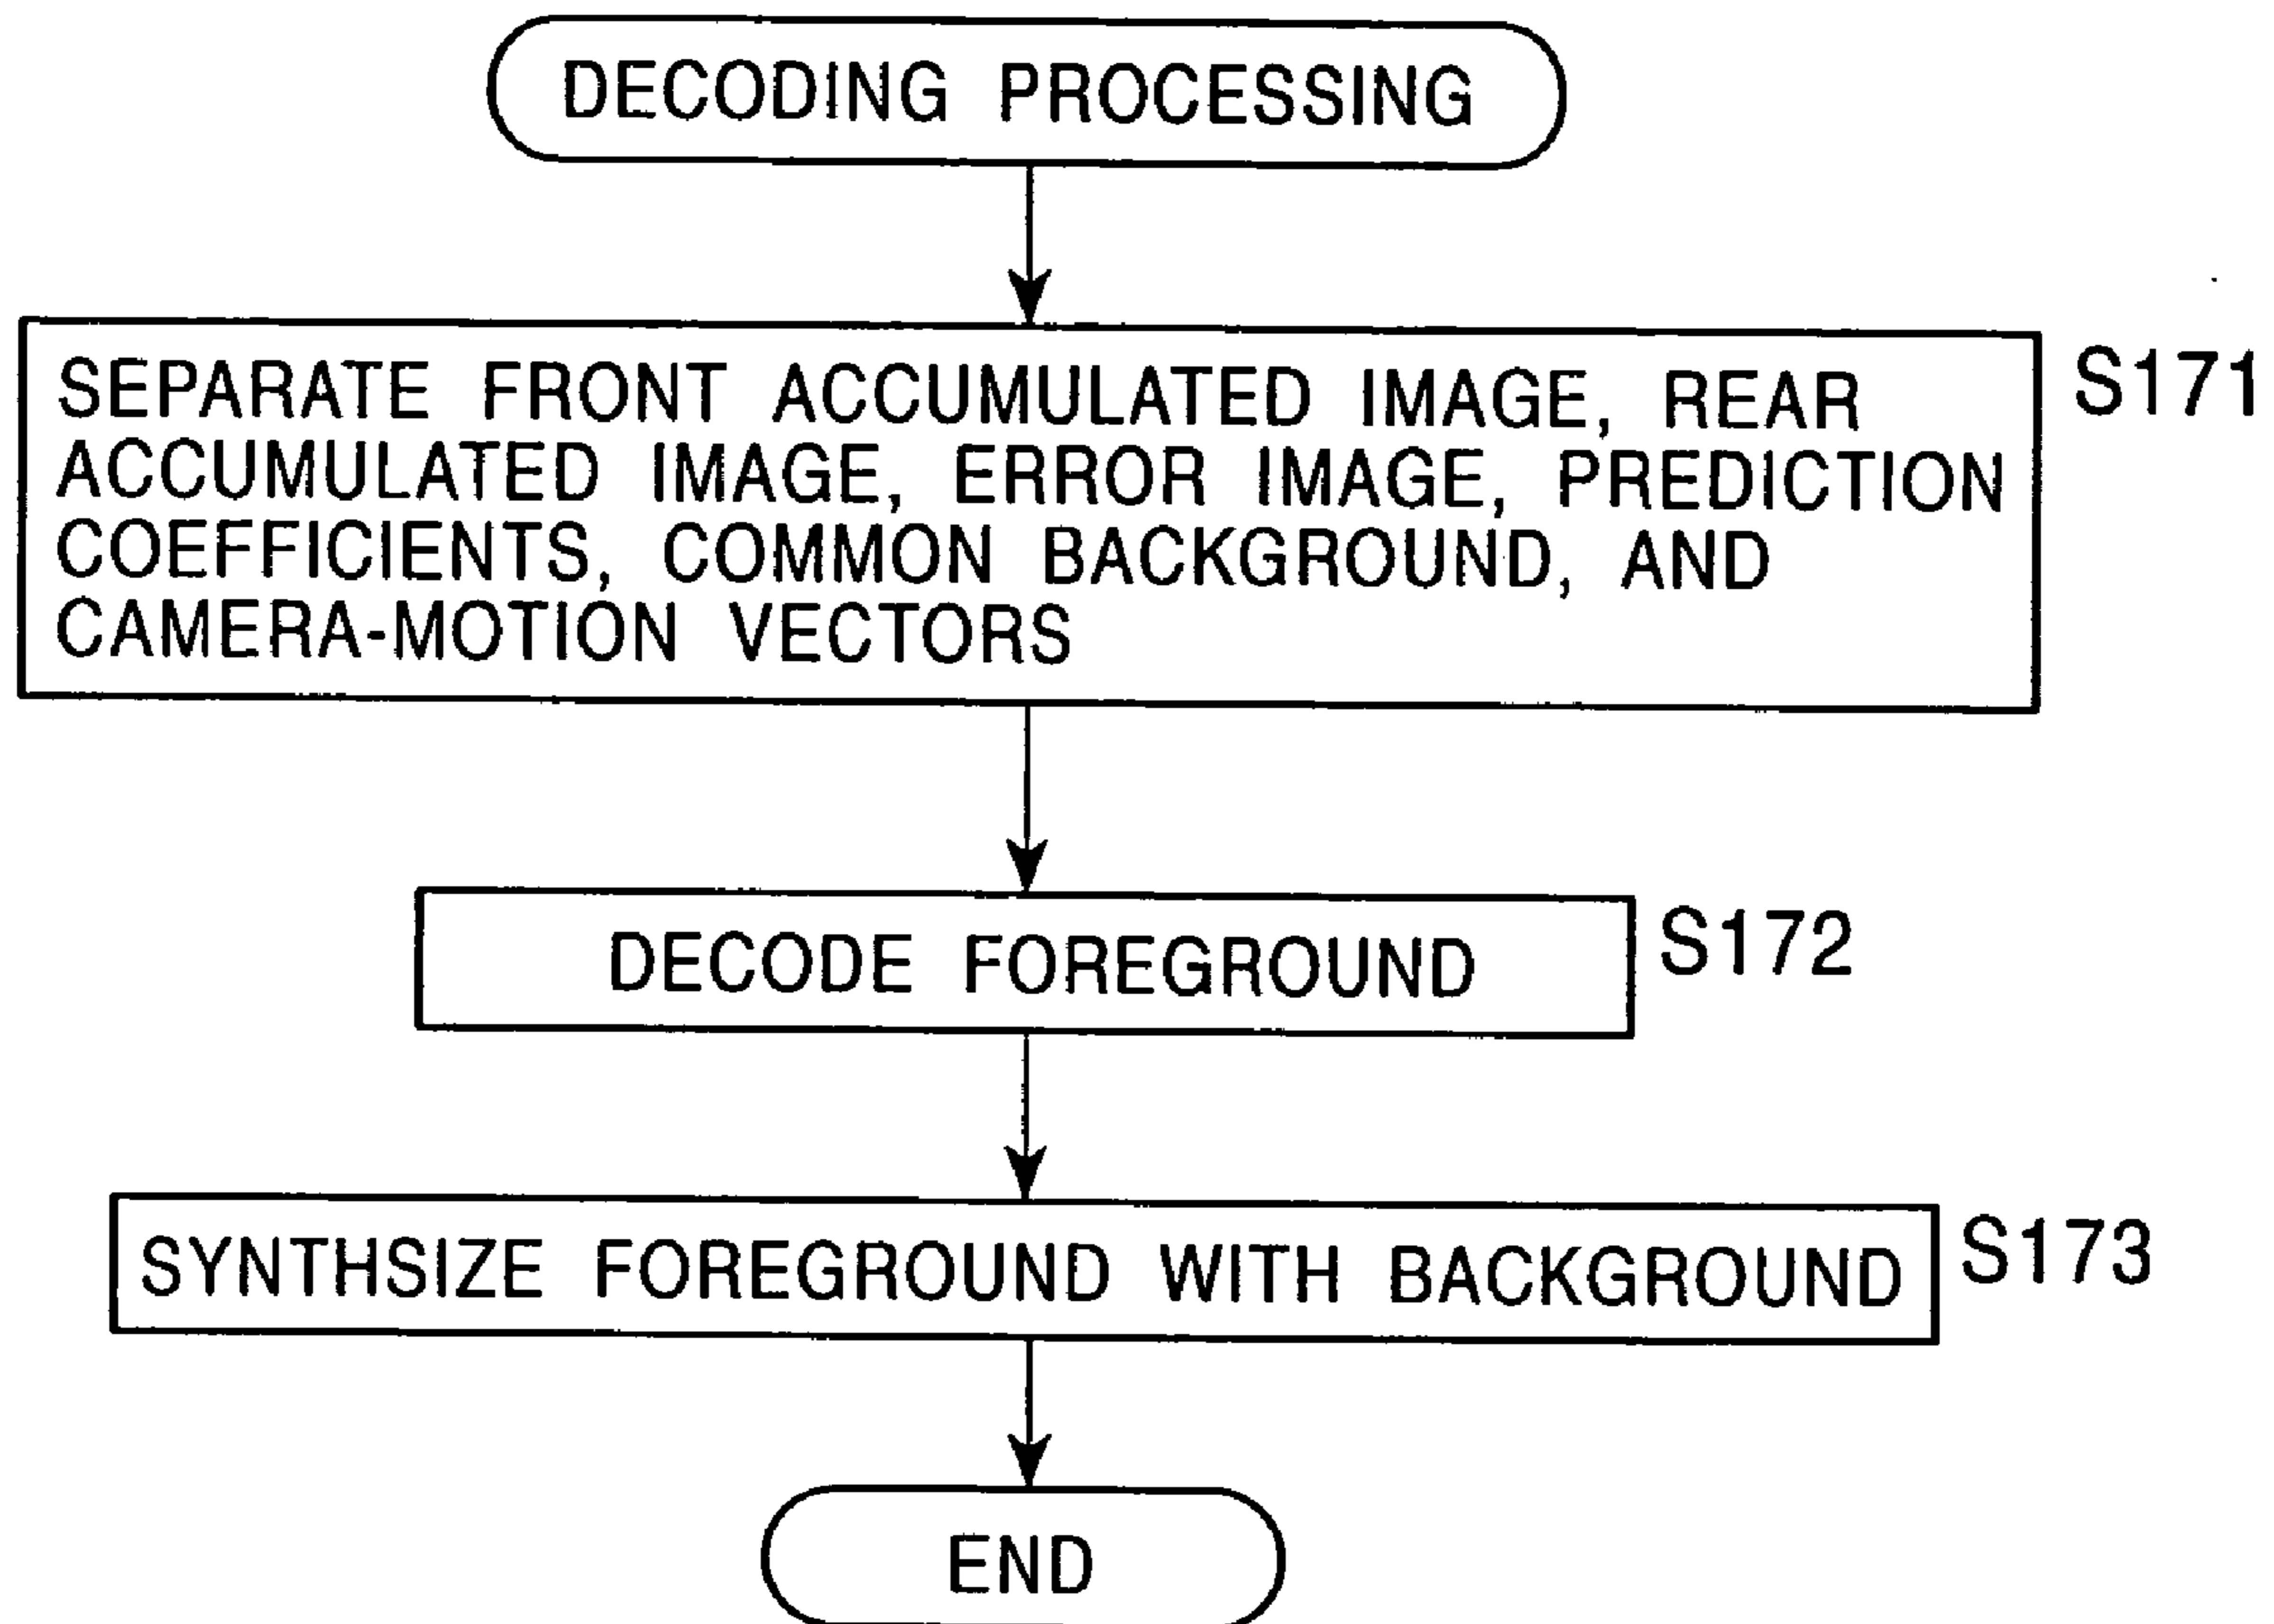 DECODING PROCESSING
SEPARATE FRONT ACCUMULATED IMAGE, REAR
ACCUMULATED IMAGE, ERROR IMAGE, PREDICTION
COEFFICIENTS, COMMON BACKGROUND, AND
CAMERA-MOTION VECTORS
S171
DECODE FOREGROUND
S172
SYNTHSIZE FOREGROUND WITH BACKGROUND
S173
END